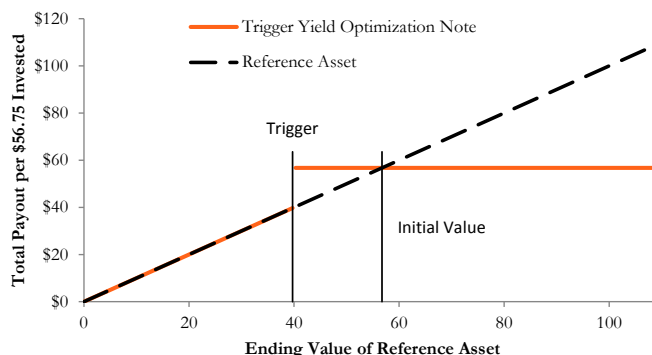 $120
$100
$80
$60
$40
$20
$0
Total Payout per $56.75 Invested
Trigger Yield Optimization Note
Reference Asset
Trigger
Initial Value
0
20
40
60
80
100
Ending Value of Reference Asset